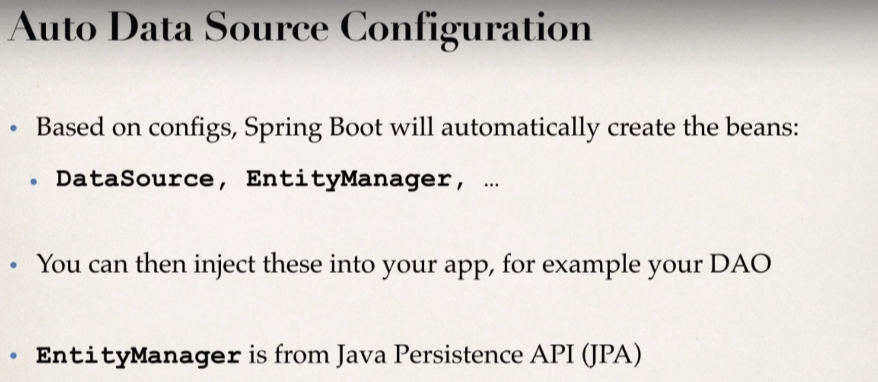 Auto Data Source Configuration
• Based on configs, Spring Boot will automatically create the beans:
• DataSource, EntityManager, ...
• You can then inject these into your app, for example your DAO
• EntityManager is from Java Persistence API (JPA)